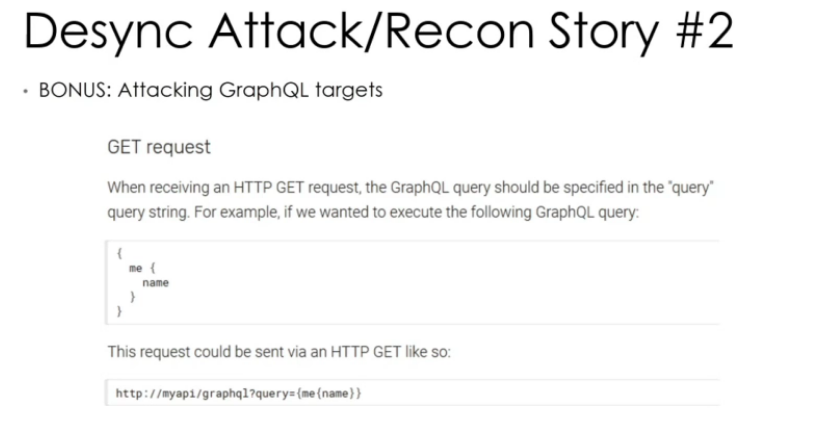 Desync Attack/Recon Story #2
• BONUS: Attacking GraphQL targets
GET request
When receiving an HTTP GET request, the GraphQL query should be specified in the "query"
query string. For example, if we wanted to execute the following GraphQL query:
{
  me {
    name
  }
}
This request could be sent via an HTTP GET like so:
http://myapi/graphql?query={me{name}}